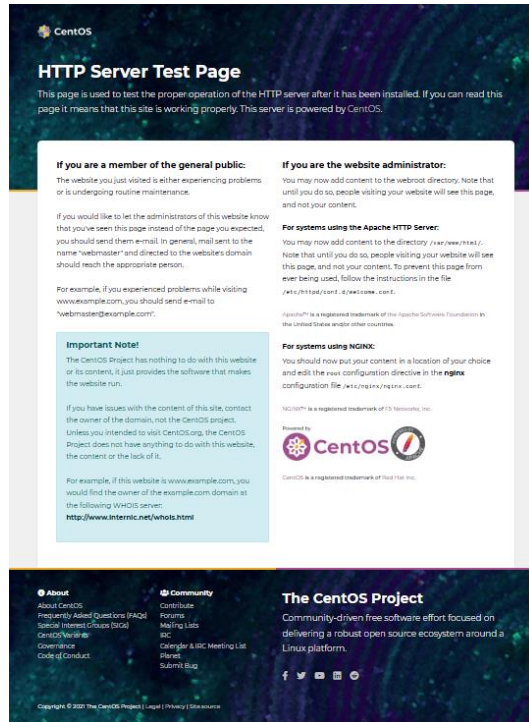 CentOS
HTTP Server Test Page
This page is used to test the proper operation of the HTTP server after it has been installed. If you can read this
page it means that this site is working properly. This server is powered by CentOS.
If you are a member of the general public:
The website you just visited is either experiencing problems
or is undergoing routine maintenance.
If you would like to let the administrators of this website know
that you've seen this page instead of the page you expected,
you should send them e-mail. In general, mail sent to the
name "webmaster" and directed to the website's domain
should reach the appropriate person.
For example, if you experienced problems while visiting
www.example.com, you should send e-mail to
"webmaster@example.com".
Important Note!
The CentOS Project has nothing to do with this website
or its content, it just provides the software that makes
the website run.
If you have issues with the content of this site, contact
the owner of the domain, not the CentOS project.
Unless you intended to visit CentOS.org, the CentOS
Project does not have anything to do with this website,
the content or the lack of it.
For example, if this website is www.example.com, you
would find the owner of the example.com domain at
the following WHOIS server:
http://www.internic.net/whois.html
If you are the website administrator:
You may now add content to the webroot directory. Note that
until you do so, people visiting your website will see this page,
and not your content.
For systems using the Apache HTTP Server:
You may now add content to the directory /var/www/html/.
Note that until you do so, people visiting your website will see
this page, and not your content. To prevent this page from
ever being used, follow the instructions in the file
/etc/httpd/conf.d/welcome.conf.
Apache™ is a registered trademark of the Apache Software Foundation in
the United States and/or other countries.
For systems using NGINX:
You should now put your content in a location of your choice
and edit the root configuration directive in the nginx
configuration file /etc/nginx/nginx.conf.
NGINX™ is a registered trademark of F5 Networks, Inc.
Powered by
CentOS
CentOS is a registered trademark of Red Hat Inc.
About
About CentOS
Frequently Asked Questions (FAQs)
Special Interest Groups (SIGs)
CentOS Variants
Governance
Code of Conduct
Community
Contribute
Forums
Mailing Lists
IRC
Calendar & IRC Meeting List
Planet
Submit Bug
The CentOS Project
Community-driven free software effort focused on
delivering a robust open source ecosystem around a
Linux platform.
Copyright © 2021 The CentOS Project | Legal | Privacy | Site source